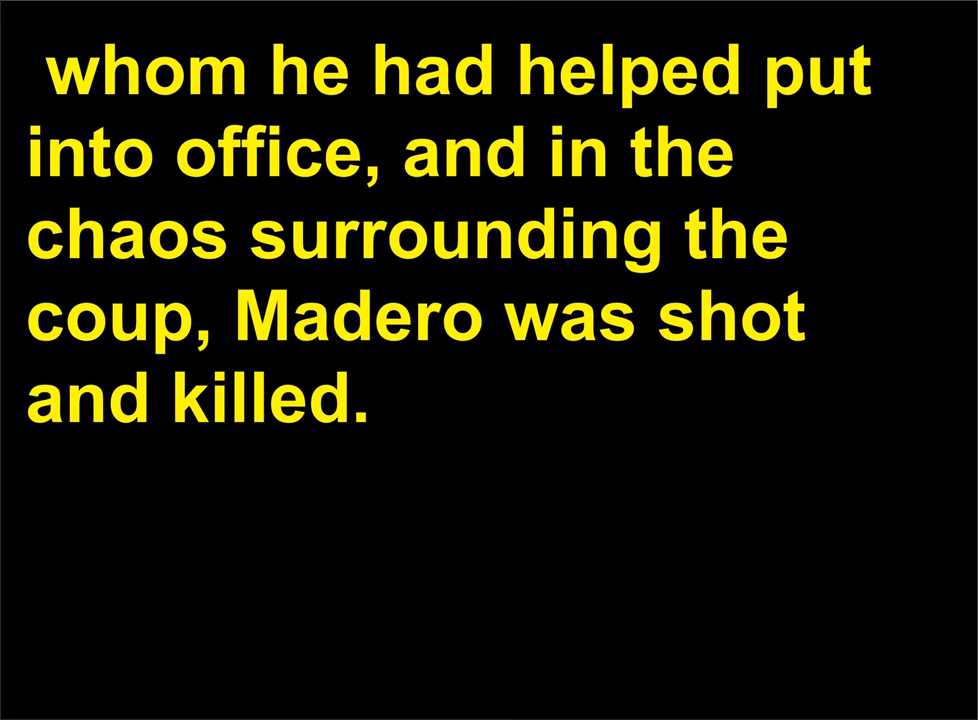 whom he had helped put
into office, and in the
chaos surrounding the
coup, Madero was shot
and killed.